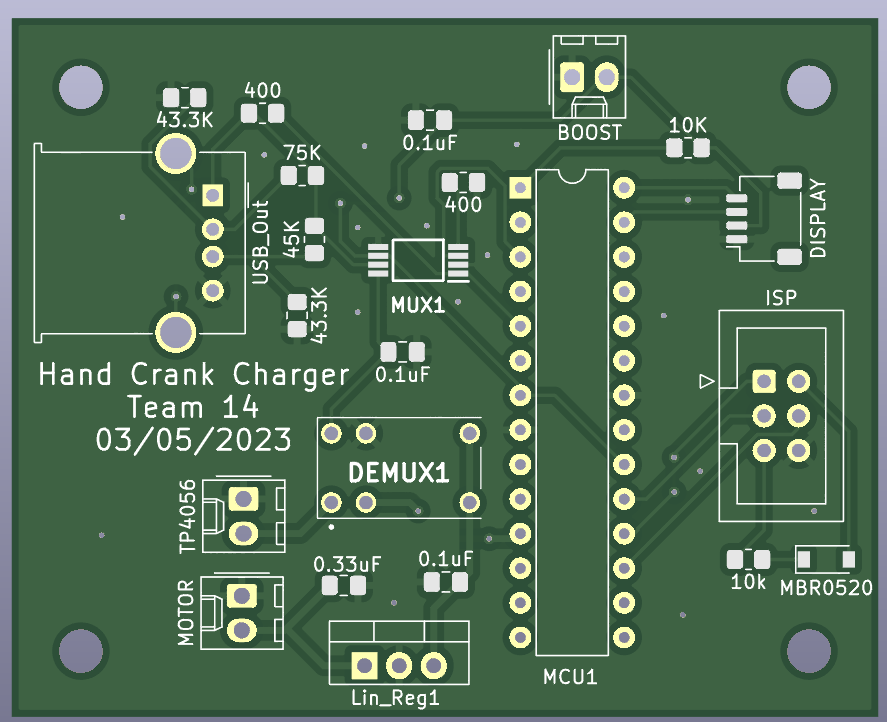 43.3K
400
75K
45K
43.3K
USB_Out
0.1uF
400
MUX1
0.1uF
BOOST
10K
DISPLAY
ISP
Hand Crank Charger
Team 14
03/05/2023
DEMUX1
TP4056
MOTOR
0.33uF
0.1uF
Lin_Reg1
MCU1
10k
MBR0520